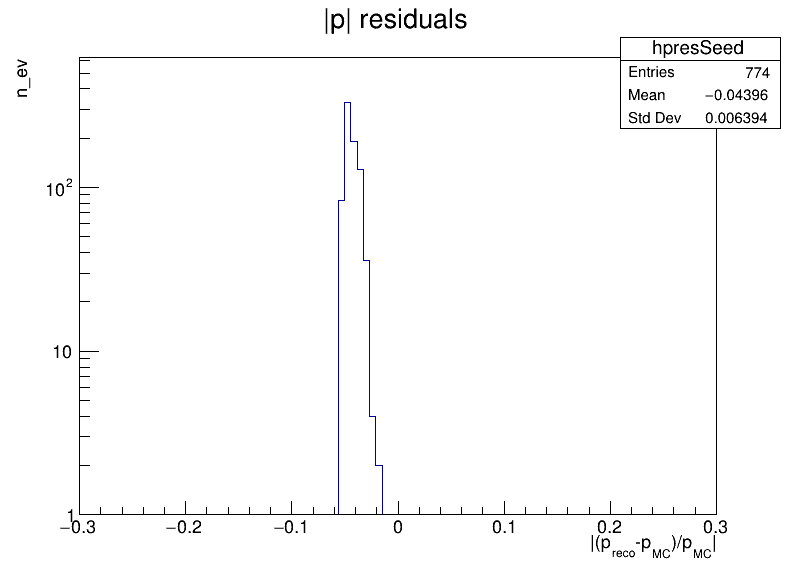 |p| residuals
hpresSeed
Entries 774
Mean −0.04396
Std Dev 0.006394
n_ev
10²
10
1
−0.3 −0.2 −0.1 0 0.1 0.2 0.3
|(p_reco-p_MC)/p_MC|